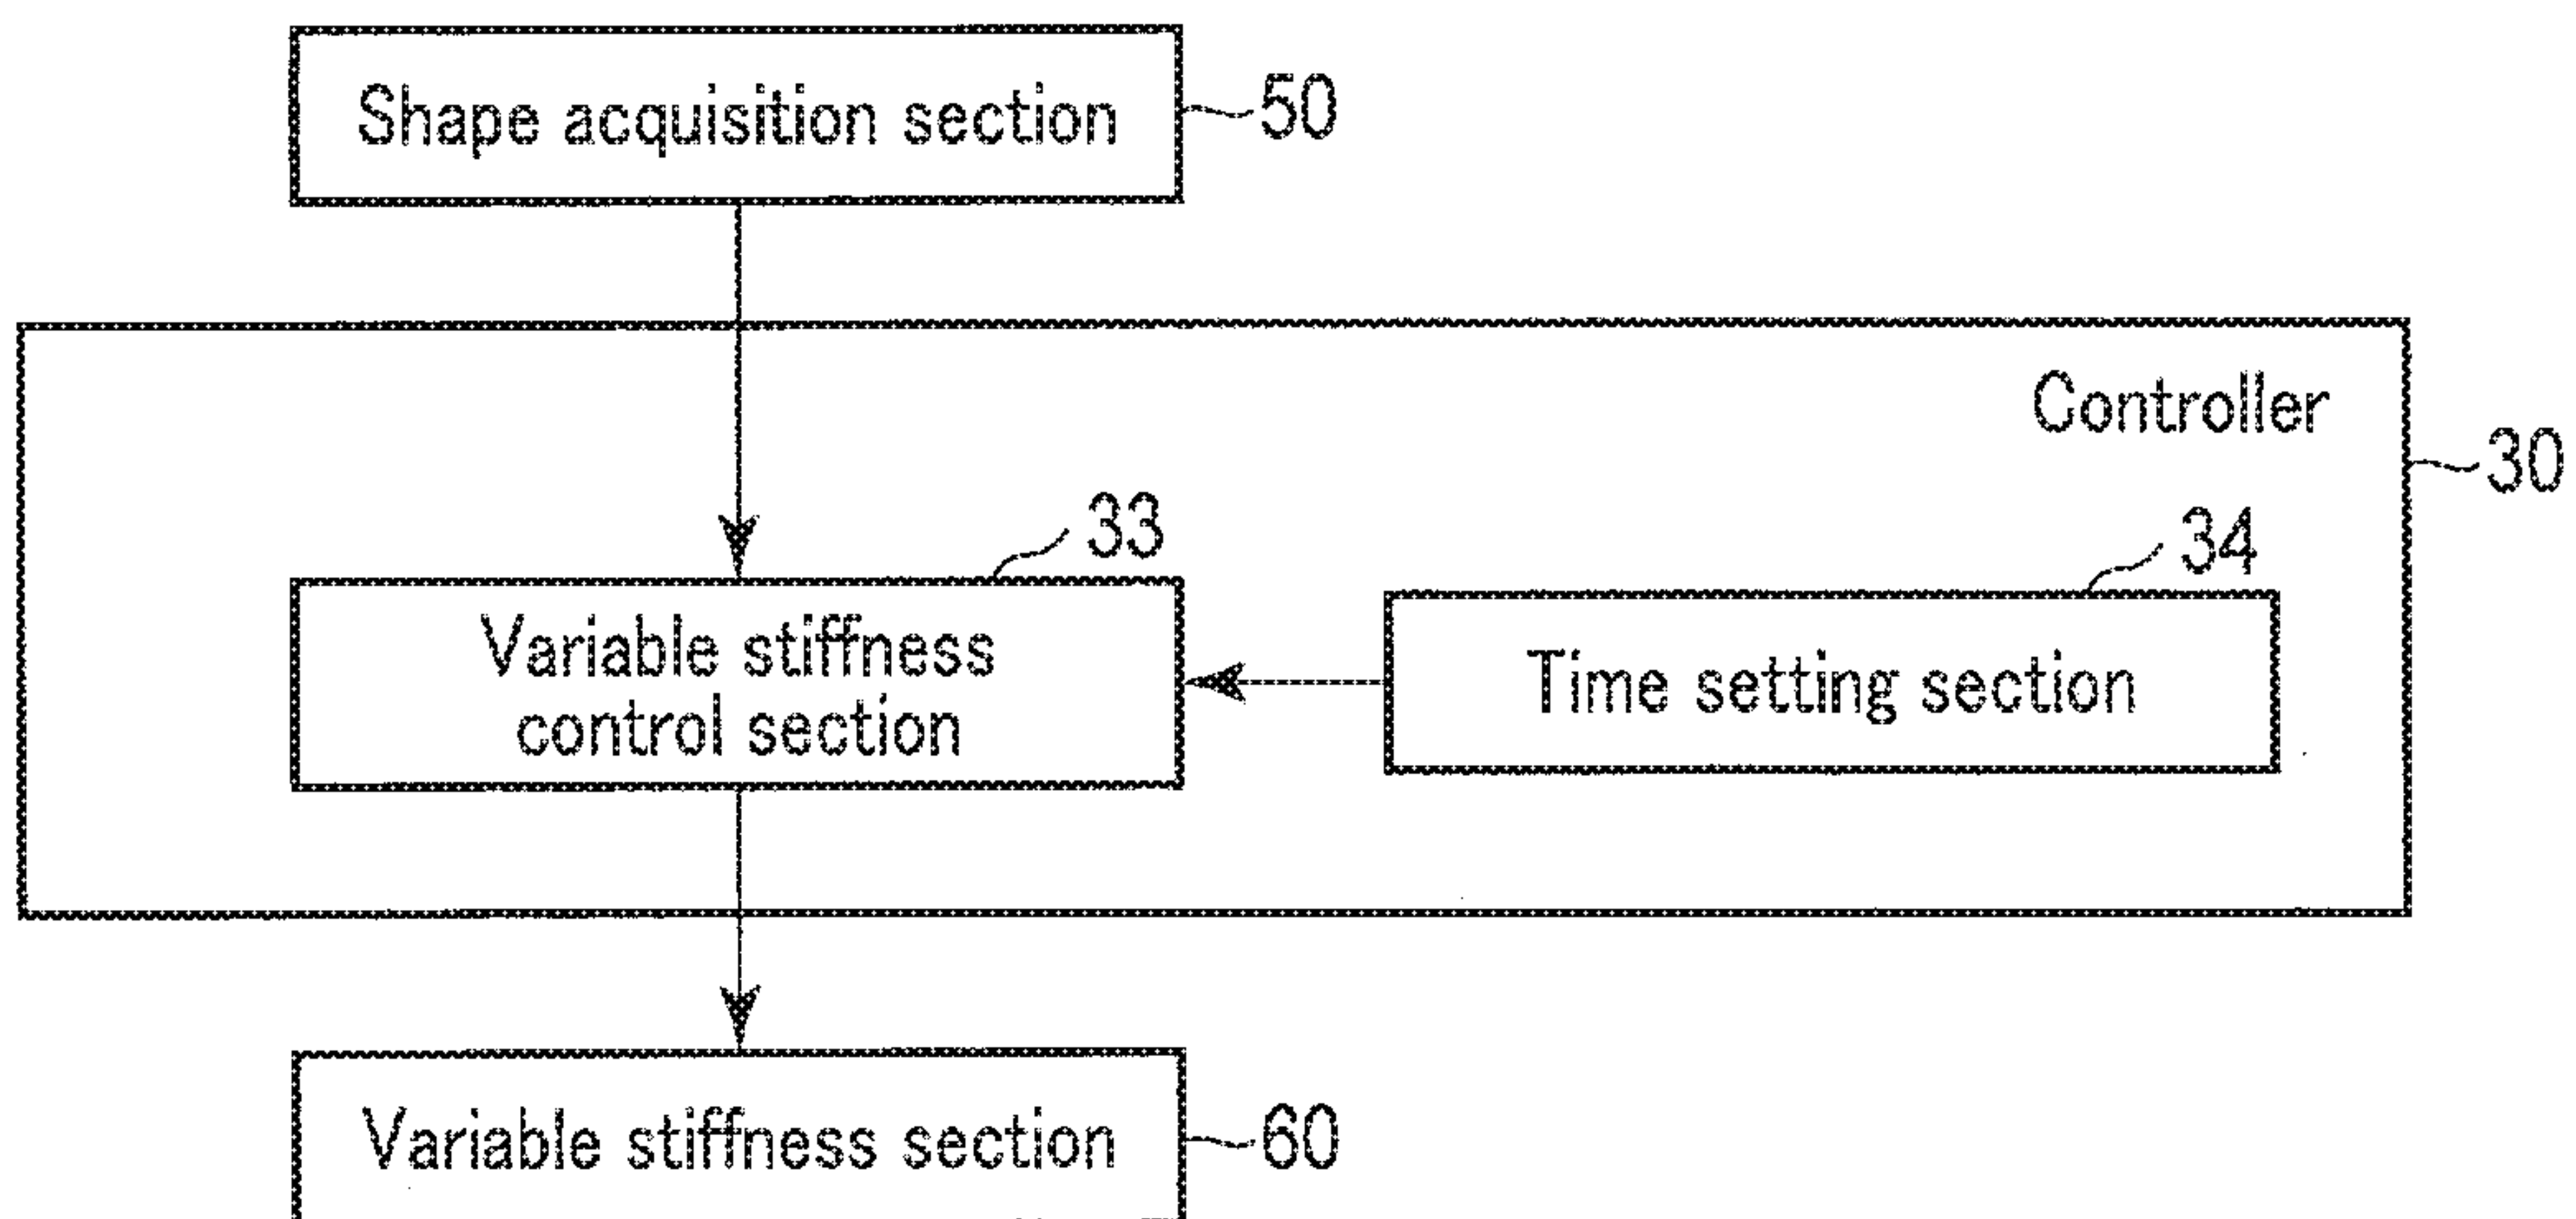 Shape acquisition section
50
Controller
30
33
34
Variable stiffness
control section
Time setting section
Variable stiffness section
60